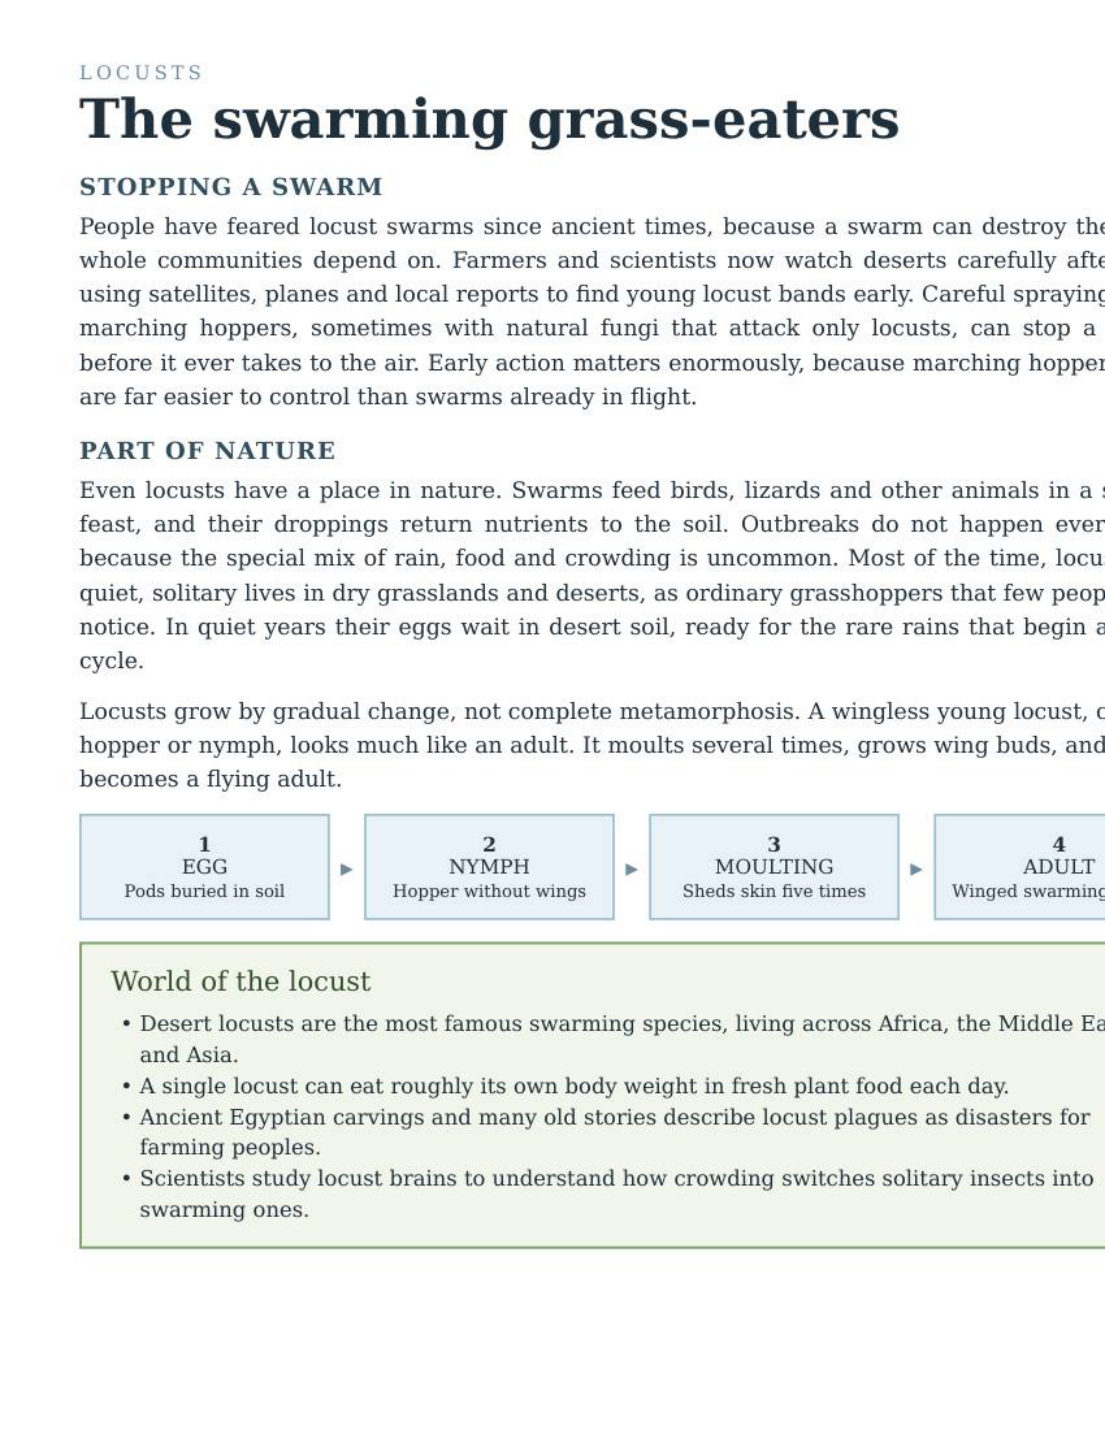 LOCUSTS
The swarming grass-eaters
STOPPING A SWARM
People have feared locust swarms since ancient times, because a swarm can destroy the
whole communities depend on. Farmers and scientists now watch deserts carefully
using satellites, planes and local reports to find young locust bands early. Careful spraying
marching hoppers, sometimes with natural fungi that attack only locusts, can stop a
before it ever takes to the air. Early action matters enormously, because marching
are far easier to control than swarms already in flight.
PART OF NATURE
Even locusts have a place in nature. Swarms feed birds, lizards and other animals in a
feast, and their droppings return nutrients to the soil. Outbreaks do not happen
because the special mix of rain, food and crowding is uncommon. Most of the time,
quiet, solitary lives in dry grasslands and deserts, as ordinary grasshoppers that few
notice. In quiet years their eggs wait in desert soil, ready for the rare rains that begin a
cycle.
Locusts grow by gradual change, not complete metamorphosis. A wingless young locust,
hopper or nymph, looks much like an adult. It moults several times, grows wing buds, and
becomes a flying adult.
1
EGG
Pods buried in soil
▶
2
NYMPH
Hopper without wings
▶
3
MOULTING
Sheds skin five times
▶
4
ADULT
Winged swarming
World of the locust
• Desert locusts are the most famous swarming species, living across Africa, the Middle
and Asia.
• A single locust can eat roughly its own body weight in fresh plant food each day.
• Ancient Egyptian carvings and many old stories describe locust plagues as disasters for
farming peoples.
• Scientists study locust brains to understand how crowding switches solitary insects into
swarming ones.